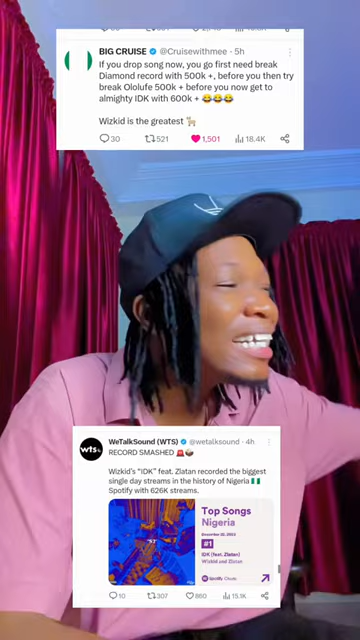 BIG CRUISE @Cruisewithmee · 5h
If you drop song now, you go first need break
Diamond record with 500k +, before you then try
break Ololufe 500k + before you now get to
almighty IDK with 600k + 😂😂😂
Wizkid is the greatest 🐐
30 521 1,501 18.4K
wts
WeTalkSound (WTS) @wetalksound · 4h
RECORD SMASHED 🚨🥁
Wizkid's "IDK" feat. Zlatan recorded the biggest
single day streams in the history of Nigeria 🇳🇬
Spotify with 626K streams.
Top Songs
Nigeria
#1
IDK (feat. Zlatan)
Wizkid and Zlatan
Spotify Charts
10 307 860 15.1K